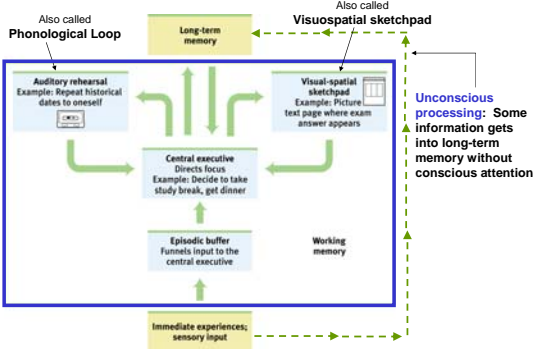 Also called
Phonological Loop
Also called
Visuospatial sketchpad
Long-term
memory
Auditory rehearsal
Example: Repeat historical
dates to oneself
Visual-spatial
sketchpad
Example: Picture
text page where exam
answer appears
Unconscious
processing: Some
information gets
into long-term
memory without
conscious attention
Central executive
Directs focus
Example: Decide to take
study break, get dinner
Episodic buffer
Funnels input to the
central executive
Working
memory
Immediate experiences;
sensory input